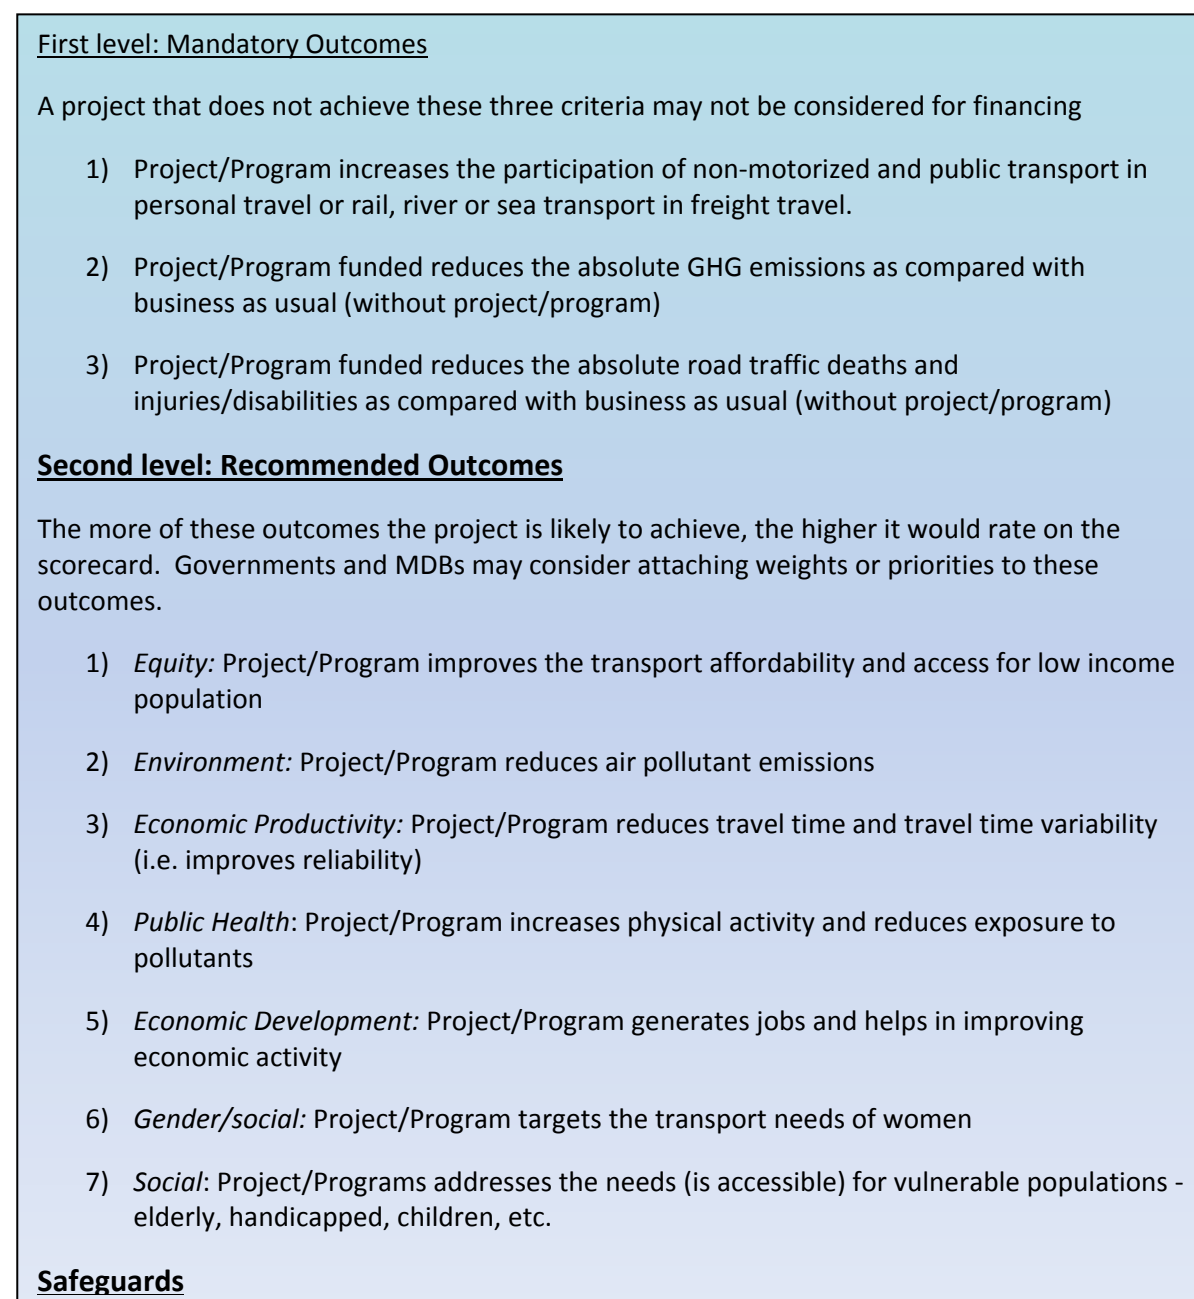 First level: Mandatory Outcomes
A project that does not achieve these three criteria may not be considered for financing
1) Project/Program increases the participation of non-motorized and public transport in
personal travel or rail, river or sea transport in freight travel.
2) Project/Program funded reduces the absolute GHG emissions as compared with
business as usual (without project/program)
3) Project/Program funded reduces the absolute road traffic deaths and
injuries/disabilities as compared with business as usual (without project/program)
Second level: Recommended Outcomes
The more of these outcomes the project is likely to achieve, the higher it would rate on the
scorecard.  Governments and MDBs may consider attaching weights or priorities to these
outcomes.
1) Equity: Project/Program improves the transport affordability and access for low income
population
2) Environment: Project/Program reduces air pollutant emissions
3) Economic Productivity: Project/Program reduces travel time and travel time variability
(i.e. improves reliability)
4) Public Health: Project/Program increases physical activity and reduces exposure to
pollutants
5) Economic Development: Project/Program generates jobs and helps in improving
economic activity
6) Gender/social: Project/Program targets the transport needs of women
7) Social: Project/Programs addresses the needs (is accessible) for vulnerable populations -
elderly, handicapped, children, etc.
Safeguards